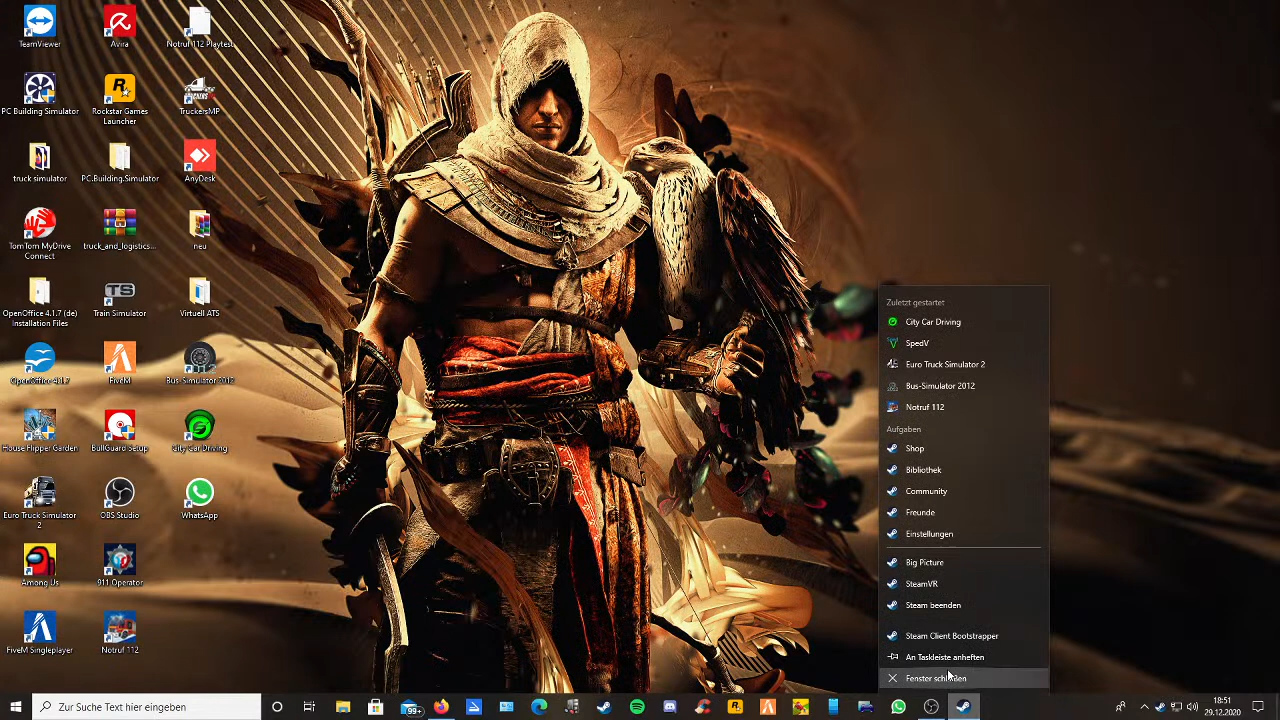 TeamViewer
Avira
Notruf 112 Playtest
PC Building Simulator
Rockstar Games
Launcher
TruckersMP
truck simulator
PC.Building.Simulator
AnyDesk
TomTom MyDrive
Connect
truck_and_logistics...
neu
OpenOffice 4.1.7 (de)
Installation Files
Train Simulator
Virtuell ATS
OpenOffice 4.1.7
FiveM
Bus-Simulator 2012
House Flipper Garden
BullGuard Setup
City Car Driving
Euro Truck Simulator
2
OBS Studio
WhatsApp
Among Us
911 Operator
FiveM Singleplayer
Notruf 112
Zuletzt gestartet
City Car Driving
SpedV
Euro Truck Simulator 2
Bus-Simulator 2012
Notruf 112
Aufgaben
Shop
Bibliothek
Community
Freunde
Einstellungen
Big Picture
SteamVR
Steam beenden
Steam Client Bootstrapper
An Taskleiste anheften
Fenster schließen
Zur Suche Text hier eingeben
99+
18:51
29.12.2020